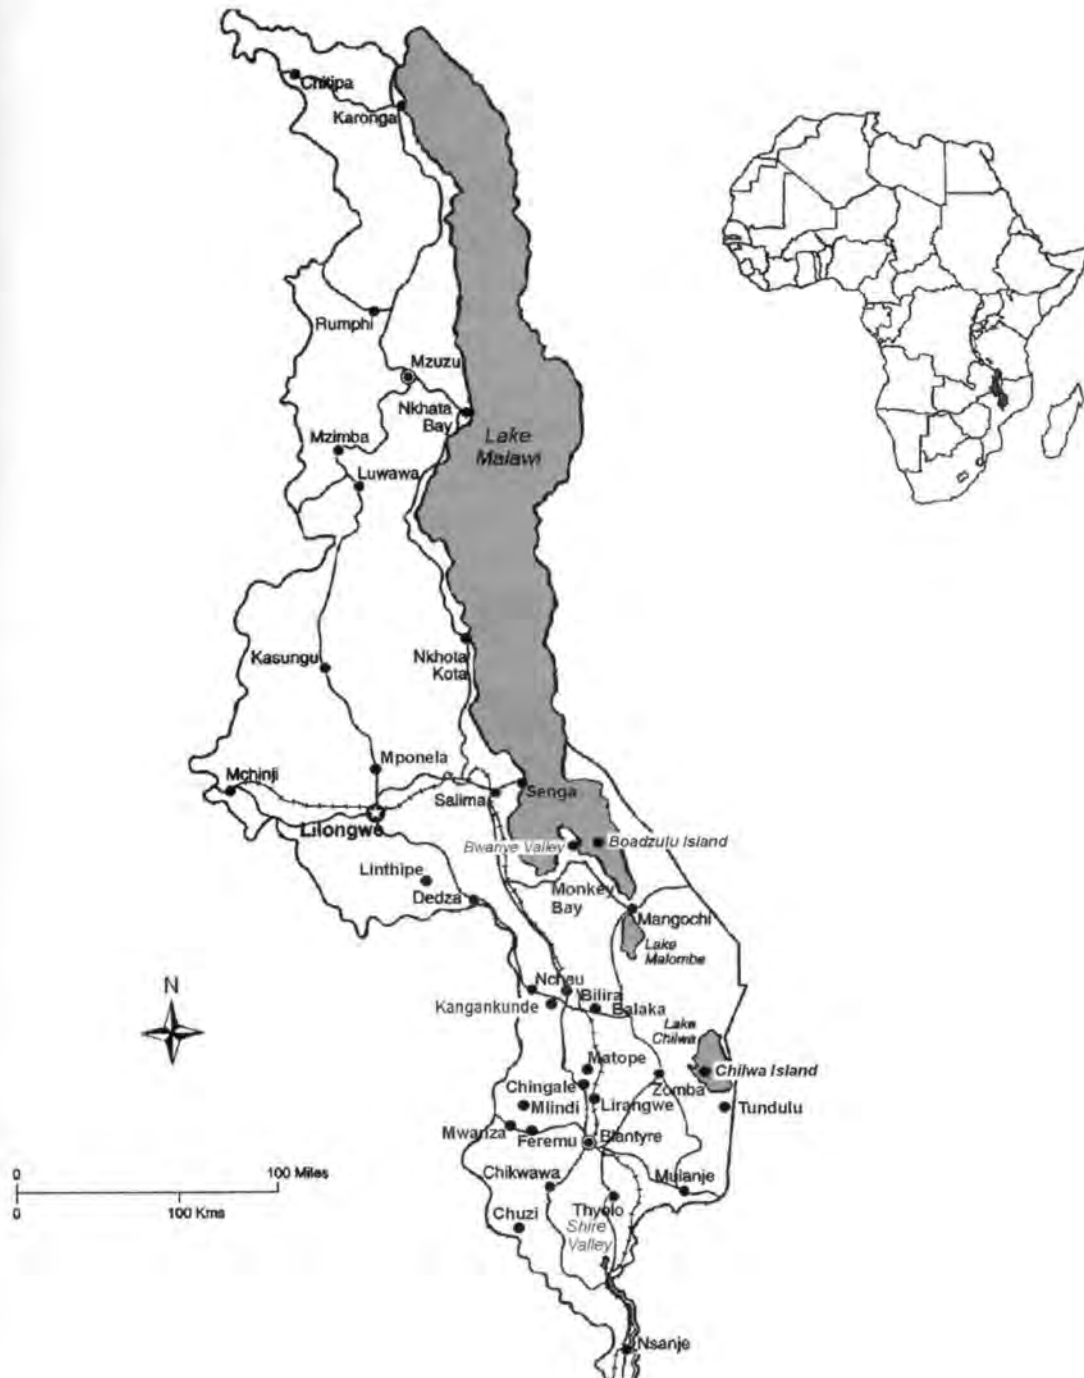 Chitipa
Karonga
Rumphi
Mzuzu
Nkhata
Bay
Lake
Malawi
Mzimba
Luwawa
Kasungu
Nkhota
Kota
Mponela
Mchinji
Salima
Senga
Lilongwe
Bwanye Valley
Boadzulu Island
Linthipe
Dedza
Monkey
Bay
Mangochi
Lake
Malombe
N
Ncheu
Bilira
Kangankunde
Balaka
Lake
Chilwa
Matope
Chilwa Island
Chingale
Zomba
Mlindi
Lirangwe
Tundulu
Mwanza
Feremu
Blantyre
0
100 Miles
Chikwawa
Mulanje
0
100 Kms
Chuzi
Thyolo
Shire
Valley
Nsanje